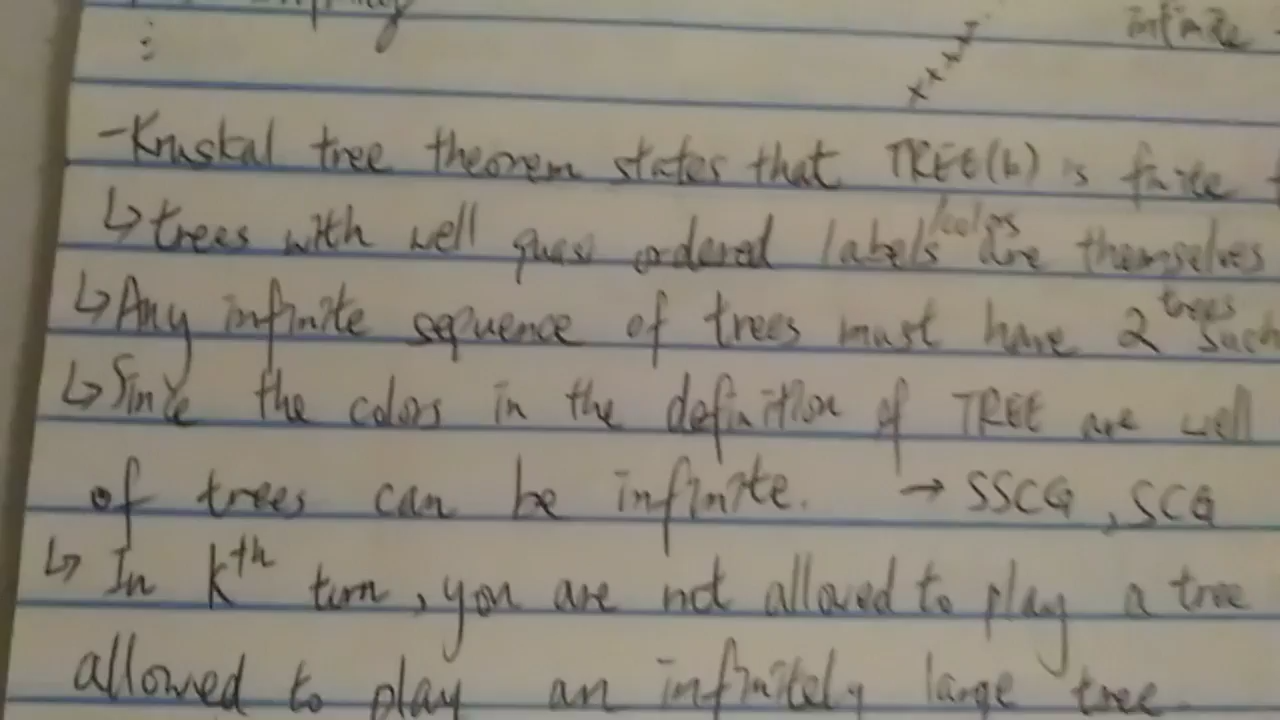 infinite
-Kruskal tree theorem states that TREE(k) is finite
↳ trees with well quasi ordered labels/colors are themselves
↳ Any infinite sequence of trees must have 2 trees such
↳ Since the colors in the definition of TREE are well
of trees can be infinite. → SSCG, SCG
↳ In kth turn, you are not allowed to play a tree
allowed to play an infinitely large tree